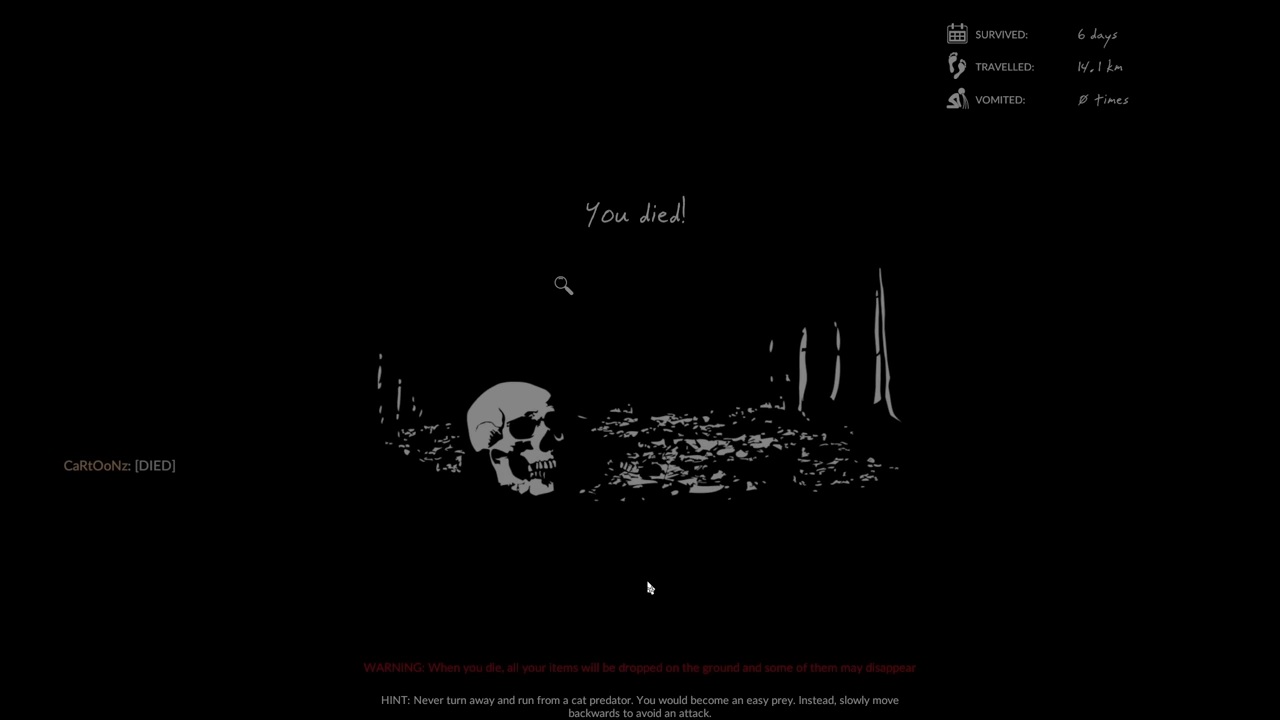 SURVIVED: 6 days
TRAVELLED: 14.1 km
VOMITED: 0 times
You died!
CaRtOoNz: [DIED]
WARNING: When you die, all your items will be dropped on the ground and some of them may disappear
HINT: Never turn away and run from a cat predator. You would become an easy prey. Instead, slowly move
backwards to avoid an attack.